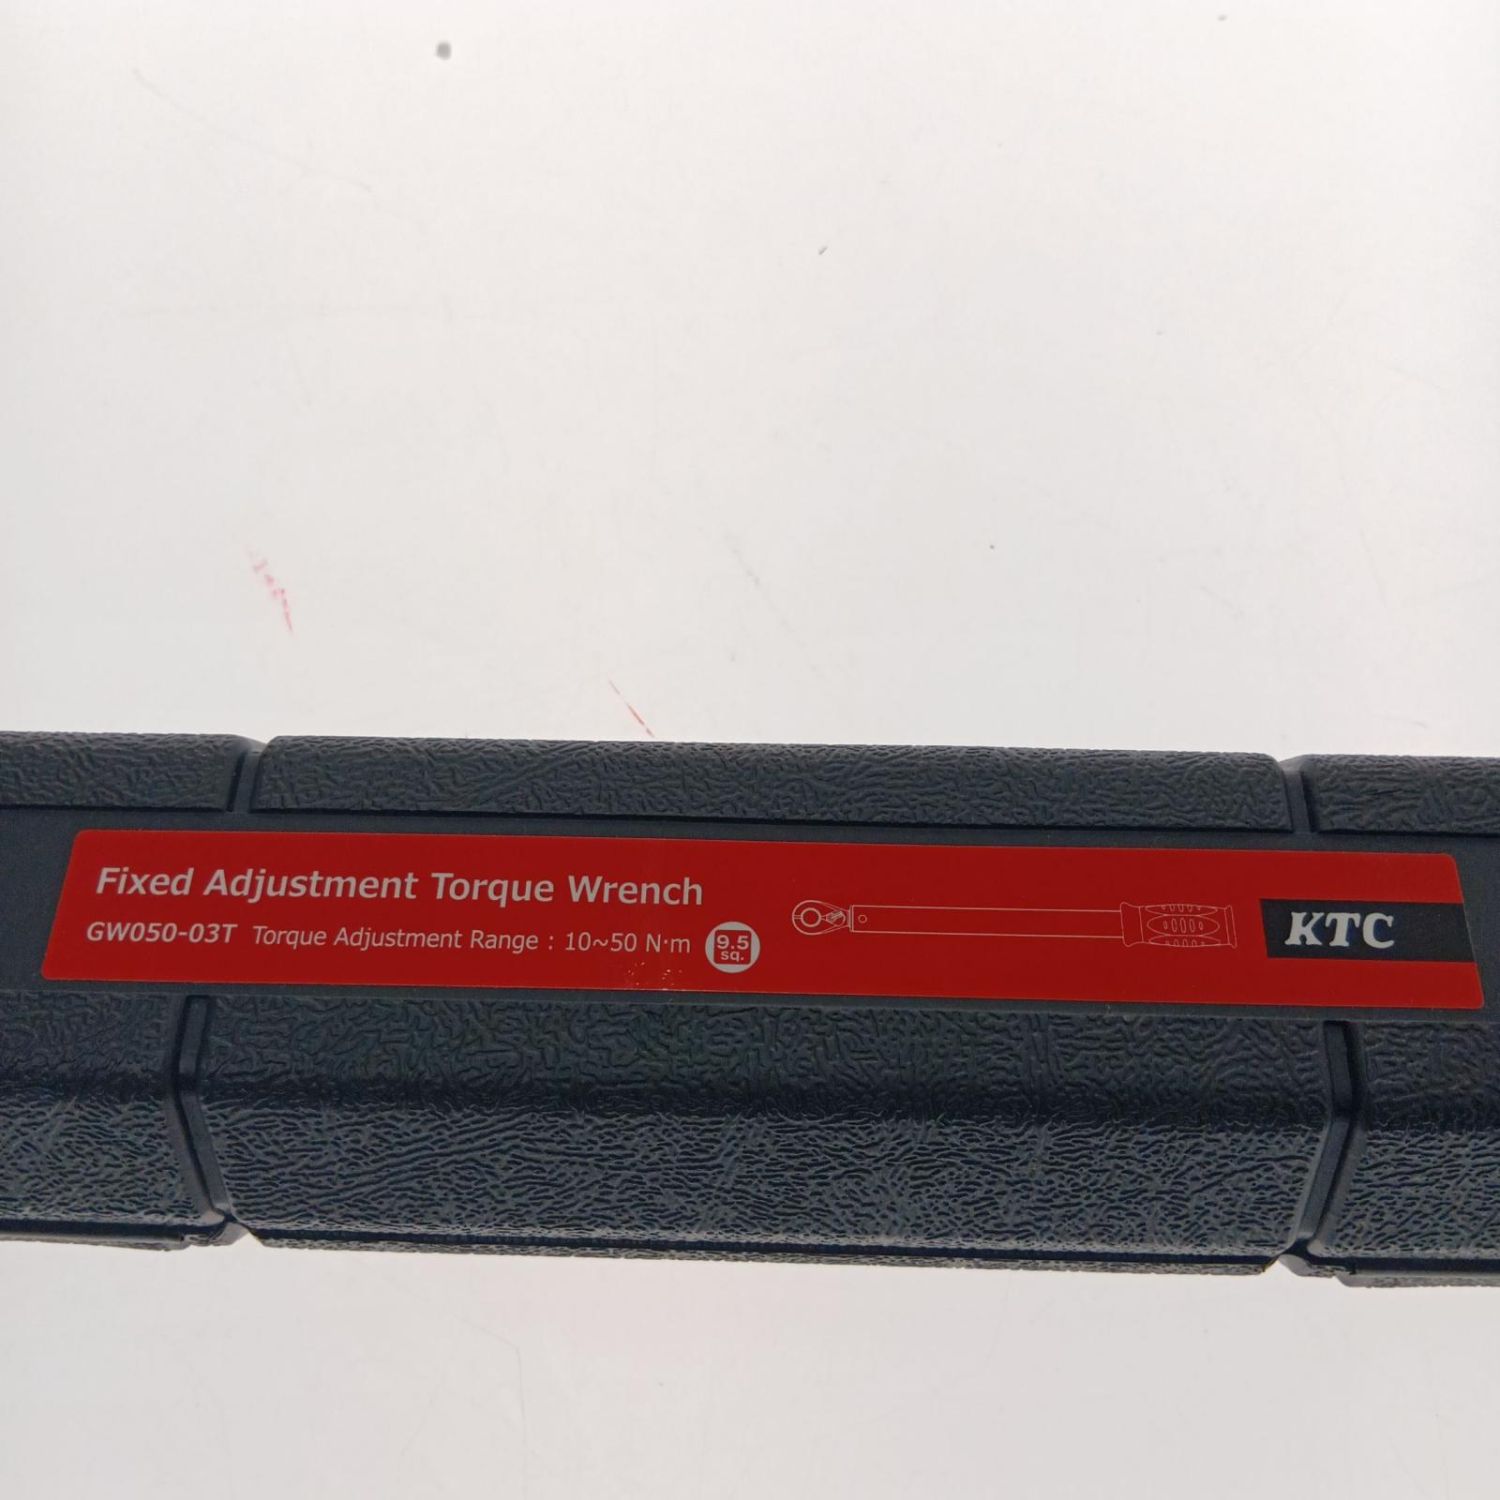 Fixed Adjustment Torque Wrench
GW050-03T Torque Adjustment Range : 10~50 N·m
9.5
sq.
KTC